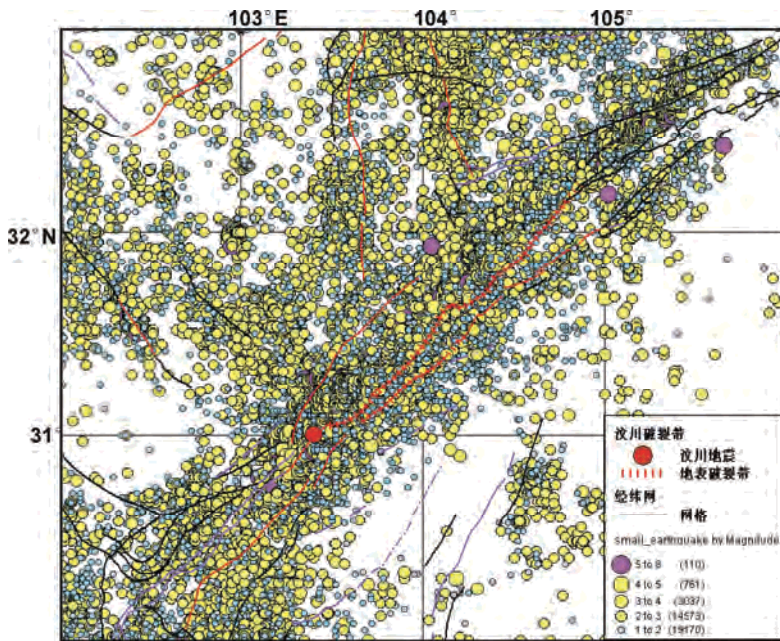 103°E 104° 105°
32°N
31°
汶川破裂带
汶川地震
地表破裂带
经纬网
网格
small_earthquake by Magnitude
5 to 8 (110)
4 to 5 (761)
3 to 4 (3037)
2 to 3 (14573)
1 to 2 (19170)